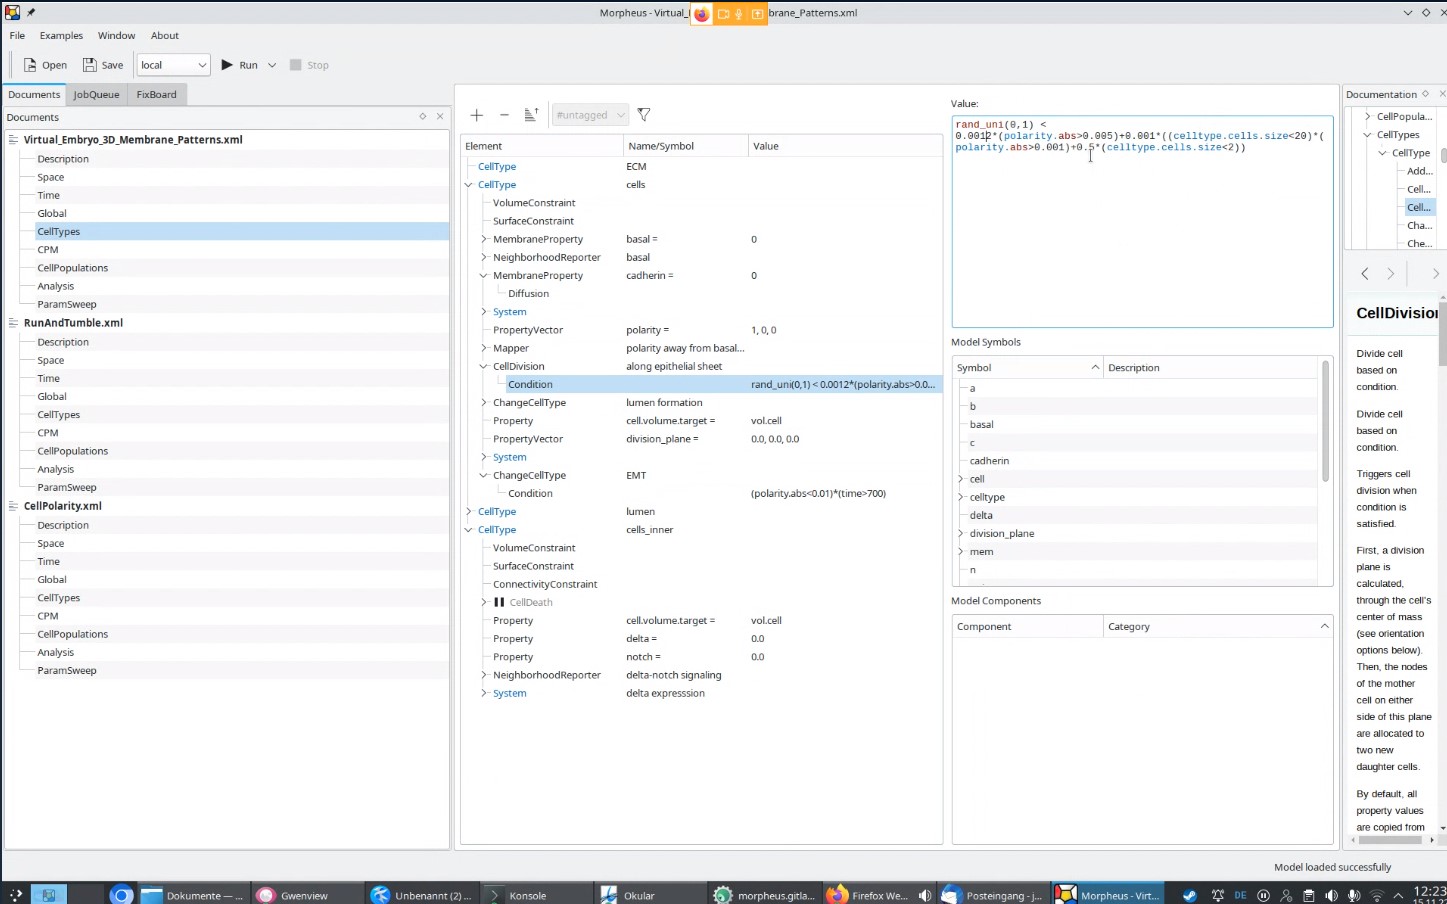 Morpheus - Virtual_
brane_Patterns.xml
File Examples Window About
Open Save local Run Stop
Documents JobQueue FixBoard
Documents
Virtual_Embryo_3D_Membrane_Patterns.xml
Description
Space
Time
Global
CellTypes
CPM
CellPopulations
Analysis
ParamSweep
RunAndTumble.xml
Description
Space
Time
Global
CellTypes
CPM
CellPopulations
Analysis
ParamSweep
CellPolarity.xml
Description
Space
Time
Global
CellTypes
CPM
CellPopulations
Analysis
ParamSweep
#untagged
Element Name/Symbol Value
CellType ECM
CellType cells
VolumeConstraint
SurfaceConstraint
MembraneProperty basal = 0
NeighborhoodReporter basal
MembraneProperty cadherin = 0
Diffusion
System
PropertyVector polarity = 1, 0, 0
Mapper polarity away from basal...
CellDivision along epithelial sheet
Condition rand_uni(0,1) < 0.0012*(polarity.abs>0.0...
ChangeCellType lumen formation
Property cell.volume.target = vol.cell
PropertyVector division_plane = 0.0, 0.0, 0.0
System
ChangeCellType EMT
Condition (polarity.abs<0.01)*(time>700)
CellType lumen
CellType cells_inner
VolumeConstraint
SurfaceConstraint
ConnectivityConstraint
CellDeath
Property cell.volume.target = vol.cell
Property delta = 0.0
Property notch = 0.0
NeighborhoodReporter delta-notch signaling
System delta expresssion
Value:
rand_uni(0,1) <
0.0012*(polarity.abs>0.005)+0.001*((celltype.cells.size<20)*(
polarity.abs>0.001)+0.5*(celltype.cells.size<2))
Model Symbols
Symbol Description
a
b
basal
c
cadherin
cell
celltype
delta
division_plane
mem
n
Model Components
Component Category
Documentation
CellPopula...
CellTypes
CellType
Add...
Cell...
Cell...
Cha...
Che...
CellDivision
Divide cell
based on
condition.
Divide cell
based on
condition.
Triggers cell
division when
condition is
satisfied.
First, a division
plane is
calculated,
through the cell's
center of mass
(see orientation
options below).
Then, the nodes
of the mother
cell on either
side of this plane
are allocated to
two new
daughter cells.
By default, all
property values
are copied from
Model loaded successfully
Dokumente — ... Gwenview Unbenannt (2) ... Konsole Okular morpheus.gitla... Firefox We... Posteingang - j... Morpheus - Virt... DE 12:23